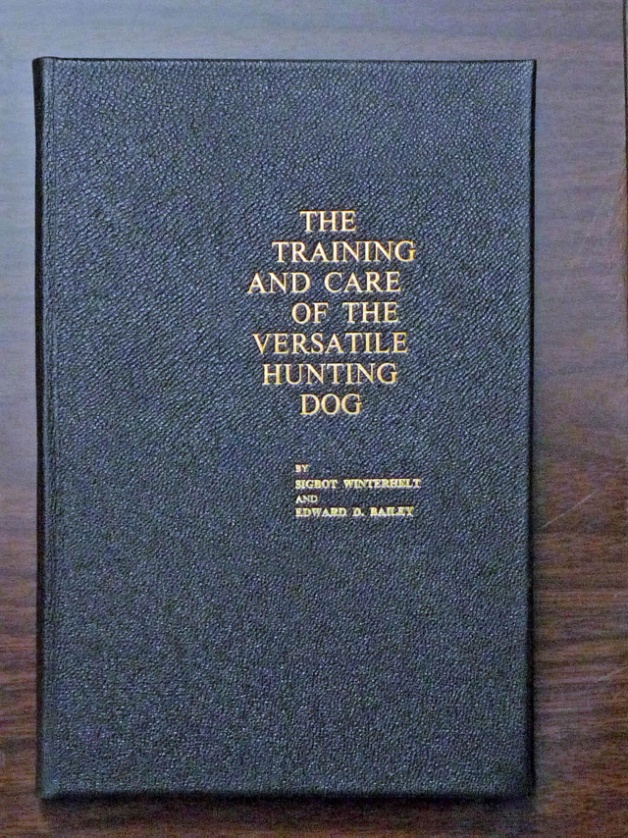 THE
TRAINING
AND CARE
OF THE
VERSATILE
HUNTING
DOG
BY
SIGBOT WINTERHELT
AND
EDWARD D. BAILEY